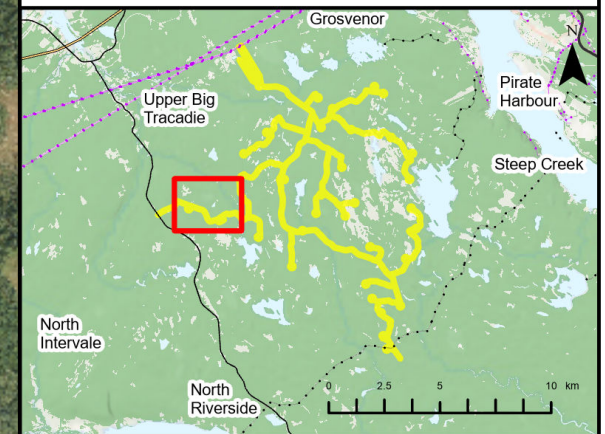 Grosvenor
N
Pirate
Harbour
Upper Big
Tracadie
Steep Creek
North
Intervale
North
Riverside
0 2.5 5 10 km